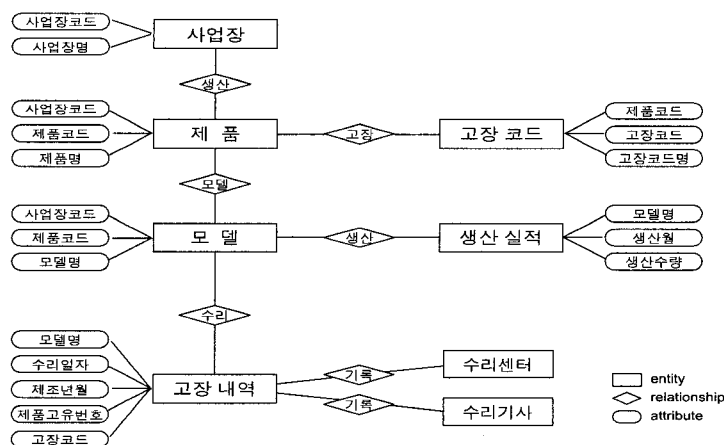 사업장코드
사업장명
사업장
생산
사업장코드
제품코드
제품명
제 품
고장
고장 코드
제품코드
고장코드
고장코드명
모델
사업장코드
제품코드
모델명
모 델
생산
생산 실적
모델명
생산월
생산수량
수리
모델명
수리일자
제조년월
제품고유번호
고장코드
고장 내역
기록
수리센터
기록
수리기사
entity
relationship
attribute